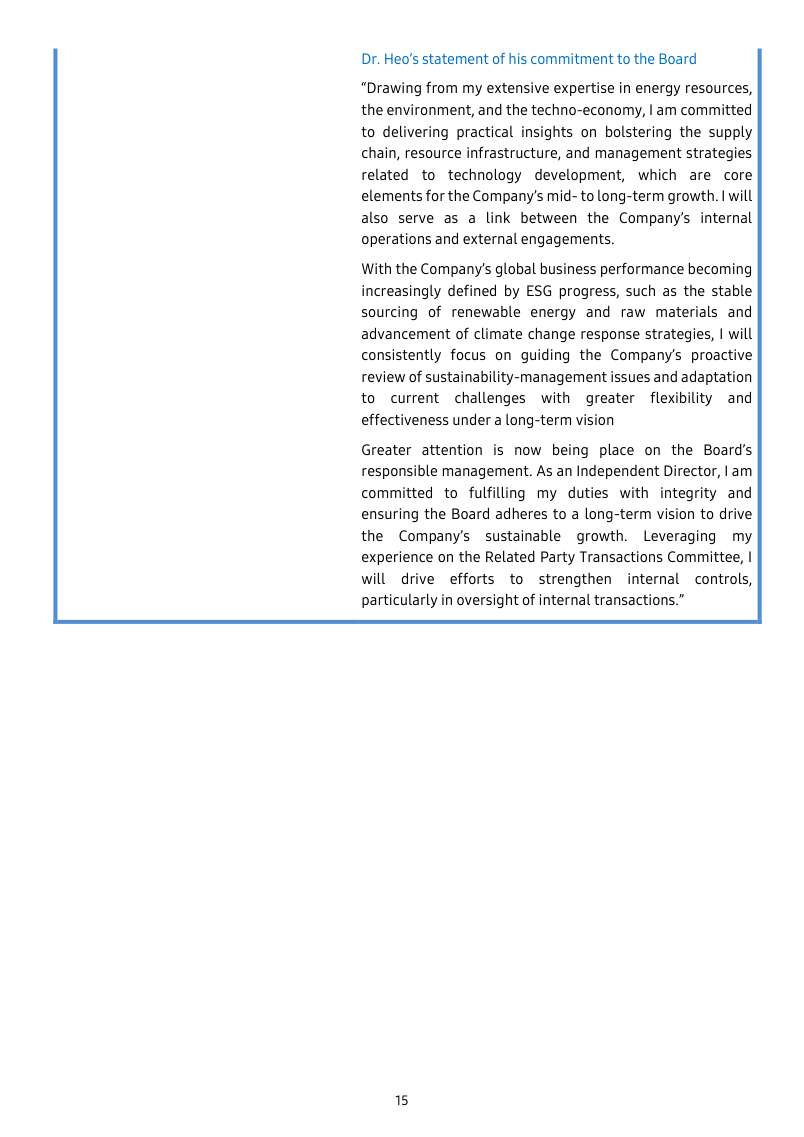 Dr. Heo’s statement of his commitment to the Board
“Drawing from my extensive expertise in energy resources,
the environment, and the techno-economy, I am committed
to delivering practical insights on bolstering the supply
chain, resource infrastructure, and management strategies
related to technology development, which are core
elements for the Company’s mid- to long-term growth. I will
also serve as a link between the Company’s internal
operations and external engagements.
With the Company’s global business performance becoming
increasingly defined by ESG progress, such as the stable
sourcing of renewable energy and raw materials and
advancement of climate change response strategies, I will
consistently focus on guiding the Company’s proactive
review of sustainability-management issues and adaptation
to current challenges with greater flexibility and
effectiveness under a long-term vision
Greater attention is now being place on the Board’s
responsible management. As an Independent Director, I am
committed to fulfilling my duties with integrity and
ensuring the Board adheres to a long-term vision to drive
the Company’s sustainable growth. Leveraging my
experience on the Related Party Transactions Committee, I
will drive efforts to strengthen internal controls,
particularly in oversight of internal transactions.”
15